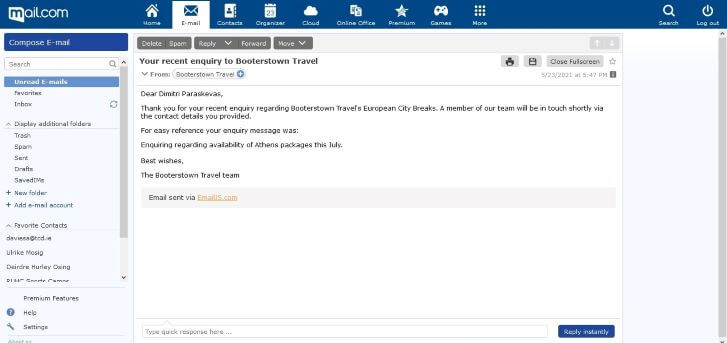 mail.com
Home
E-mail
Contacts
23
Organizer
Cloud
Online Office
Premium
Games
More
Search
Log out
Compose E-mail
Search
Unread E-mails
Favorites
Inbox
Display additional folders
Trash
Spam
Sent
Drafts
SavedIMs
+ New folder
+ Add e-mail account
Favorite Contacts
daviesa@tcd.ie
Ulrike Mosig
Deirdre Hurley Osing
Sports Camps
Premium Features
? Help
Settings
About us
Delete Spam Reply Forward Move
Your recent enquiry to Booterstown Travel
Close Fullscreen
From: Booterstown Travel
5/23/2021 at 5:47 PM
Dear Dimitri Paraskevas,
Thank you for your recent enquiry regarding Booterstown Travel's European City Breaks. A member of our team will be in touch shortly via
the contact details you provided.
For easy reference your enquiry message was:
Enquiring regarding availability of Athens packages this July.
Best wishes,
The Booterstown Travel team
Email sent via EmailJS.com
Type quick response here ...
Reply instantly